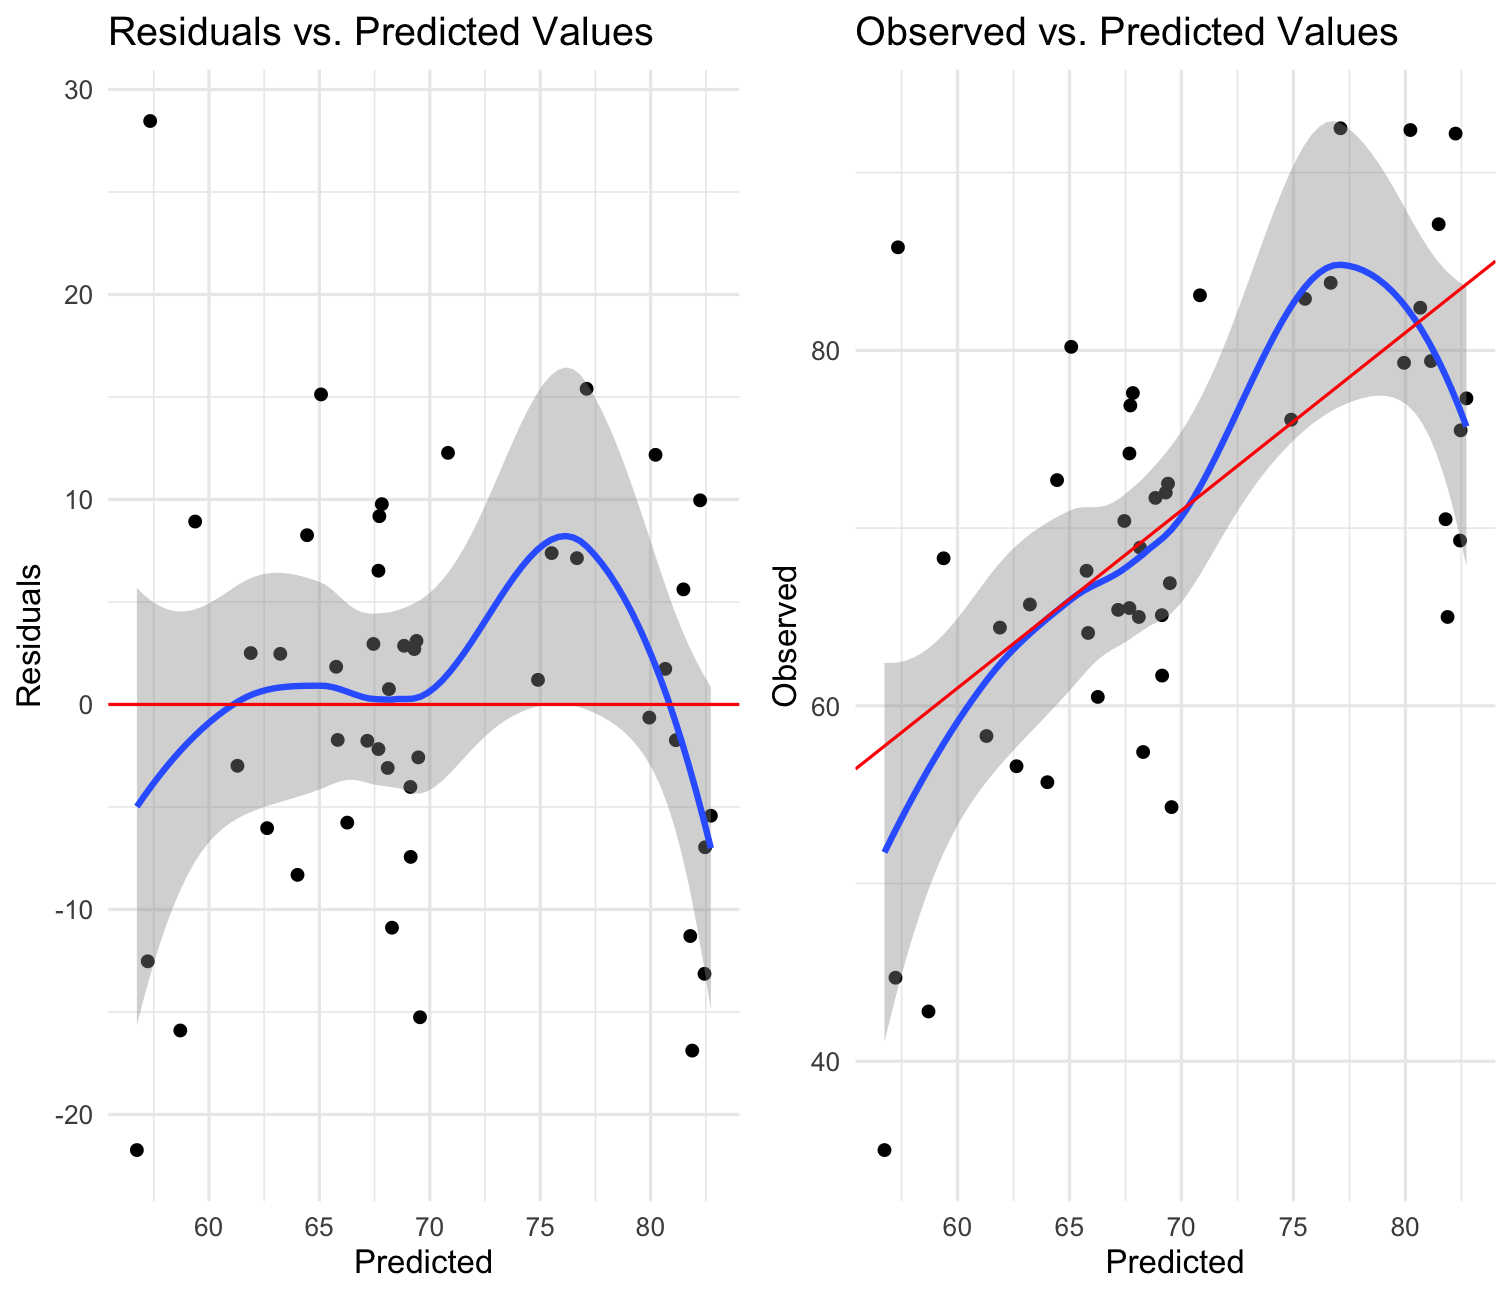 Residuals vs. Predicted Values
30
20
10
0
-10
-20
Residuals
60 65 70 75 80
Predicted
Observed vs. Predicted Values
80
60
40
Observed
60 65 70 75 80
Predicted